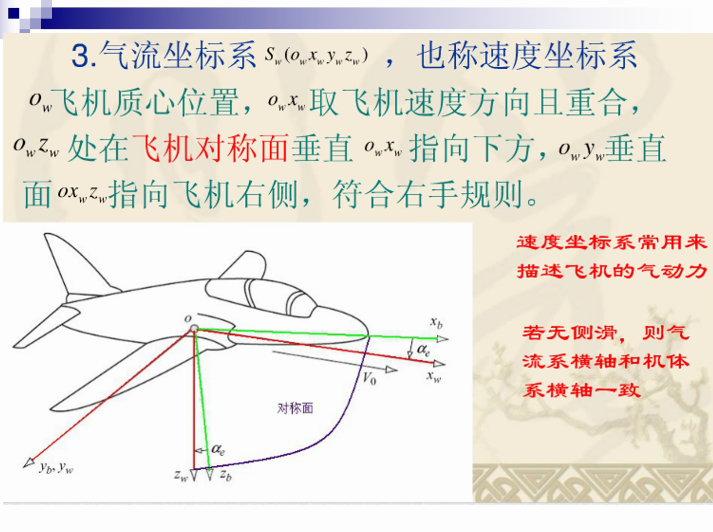 3.气流坐标系 S_w(o_w x_w y_w z_w)，也称速度坐标系
o_w飞机质心位置，o_w x_w取飞机速度方向且重合，
o_w z_w 处在飞机对称面垂直 o_w x_w 指向下方，o_w y_w垂直
面 ox_w z_w指向飞机右侧，符合右手规则。
速度坐标系常用来
描述飞机的气动力
若无侧滑，则气
流系横轴和机体
系横轴一致
o
x_b
α_e
x_w
V_0
对称面
α_e
y_b, y_w
z_w
z_b